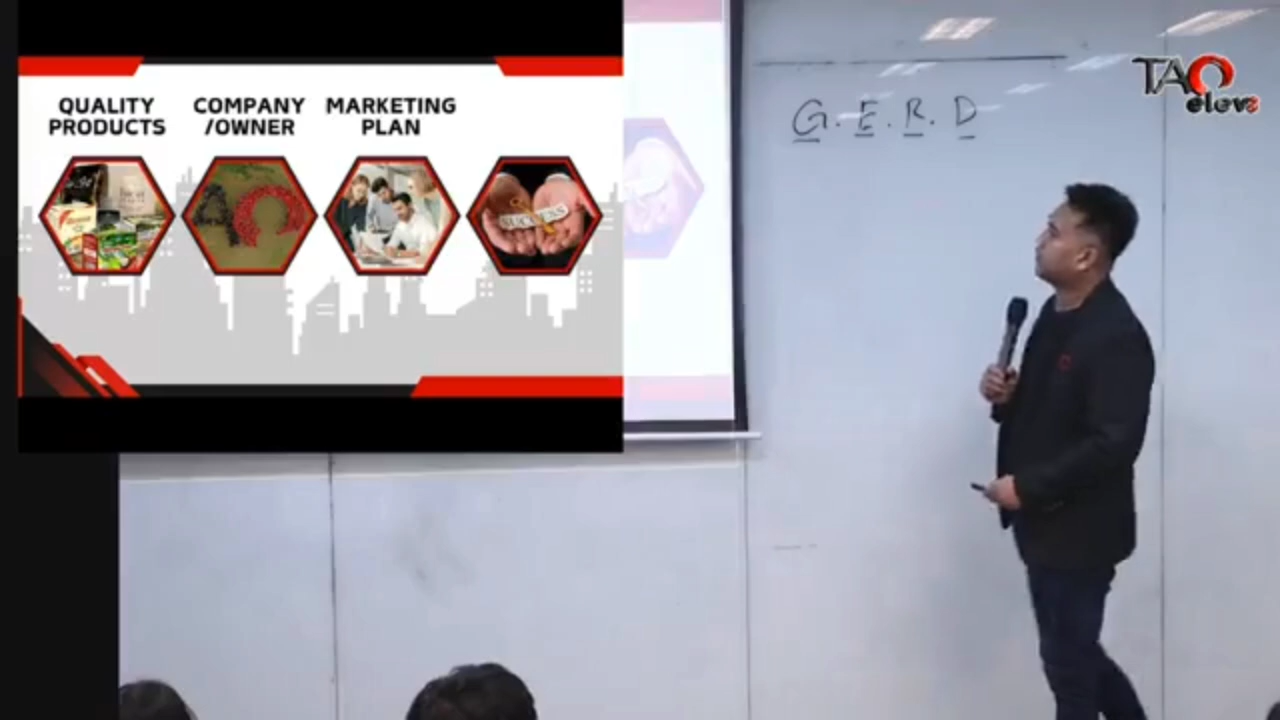 QUALITY PRODUCTS
COMPANY /OWNER
MARKETING PLAN
SUCCESS
G. E. R. D
TAO
elev8